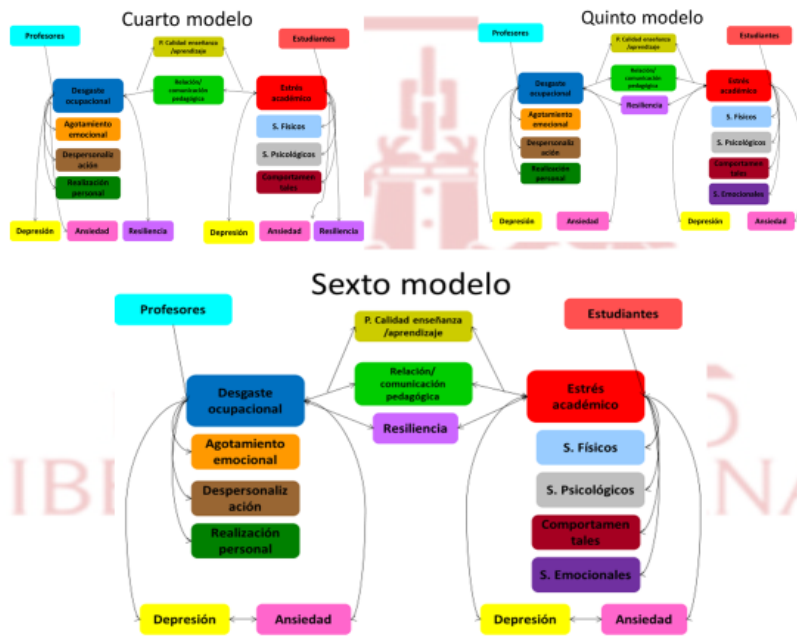 Cuarto modelo
Profesores
Estudiantes
P. Calidad enseñanza
/aprendizaje
Relación/
comunicación
pedagógica
Desgaste
ocupacional
Estrés
académico
Agotamiento
emocional
Despersonaliz
ación
Realización
personal
S. Físicos
S. Psicológicos
Comportamen
tales
Depresión
Ansiedad
Resiliencia
Depresión
Ansiedad
Resiliencia
Quinto modelo
Profesores
Estudiantes
P. Calidad enseñanza
/aprendizaje
Relación/
comunicación
pedagógica
Resiliencia
Desgaste
ocupacional
Estrés
académico
Agotamiento
emocional
Despersonaliz
ación
Realización
personal
S. Físicos
S. Psicológicos
Comportamen
tales
S. Emocionales
Depresión
Ansiedad
Depresión
Ansiedad
Sexto modelo
Profesores
Estudiantes
P. Calidad enseñanza
/aprendizaje
Relación/
comunicación
pedagógica
Resiliencia
Desgaste
ocupacional
Estrés
académico
Agotamiento
emocional
Despersonaliz
ación
Realización
personal
S. Físicos
S. Psicológicos
Comportamen
tales
S. Emocionales
Depresión
Ansiedad
Depresión
Ansiedad